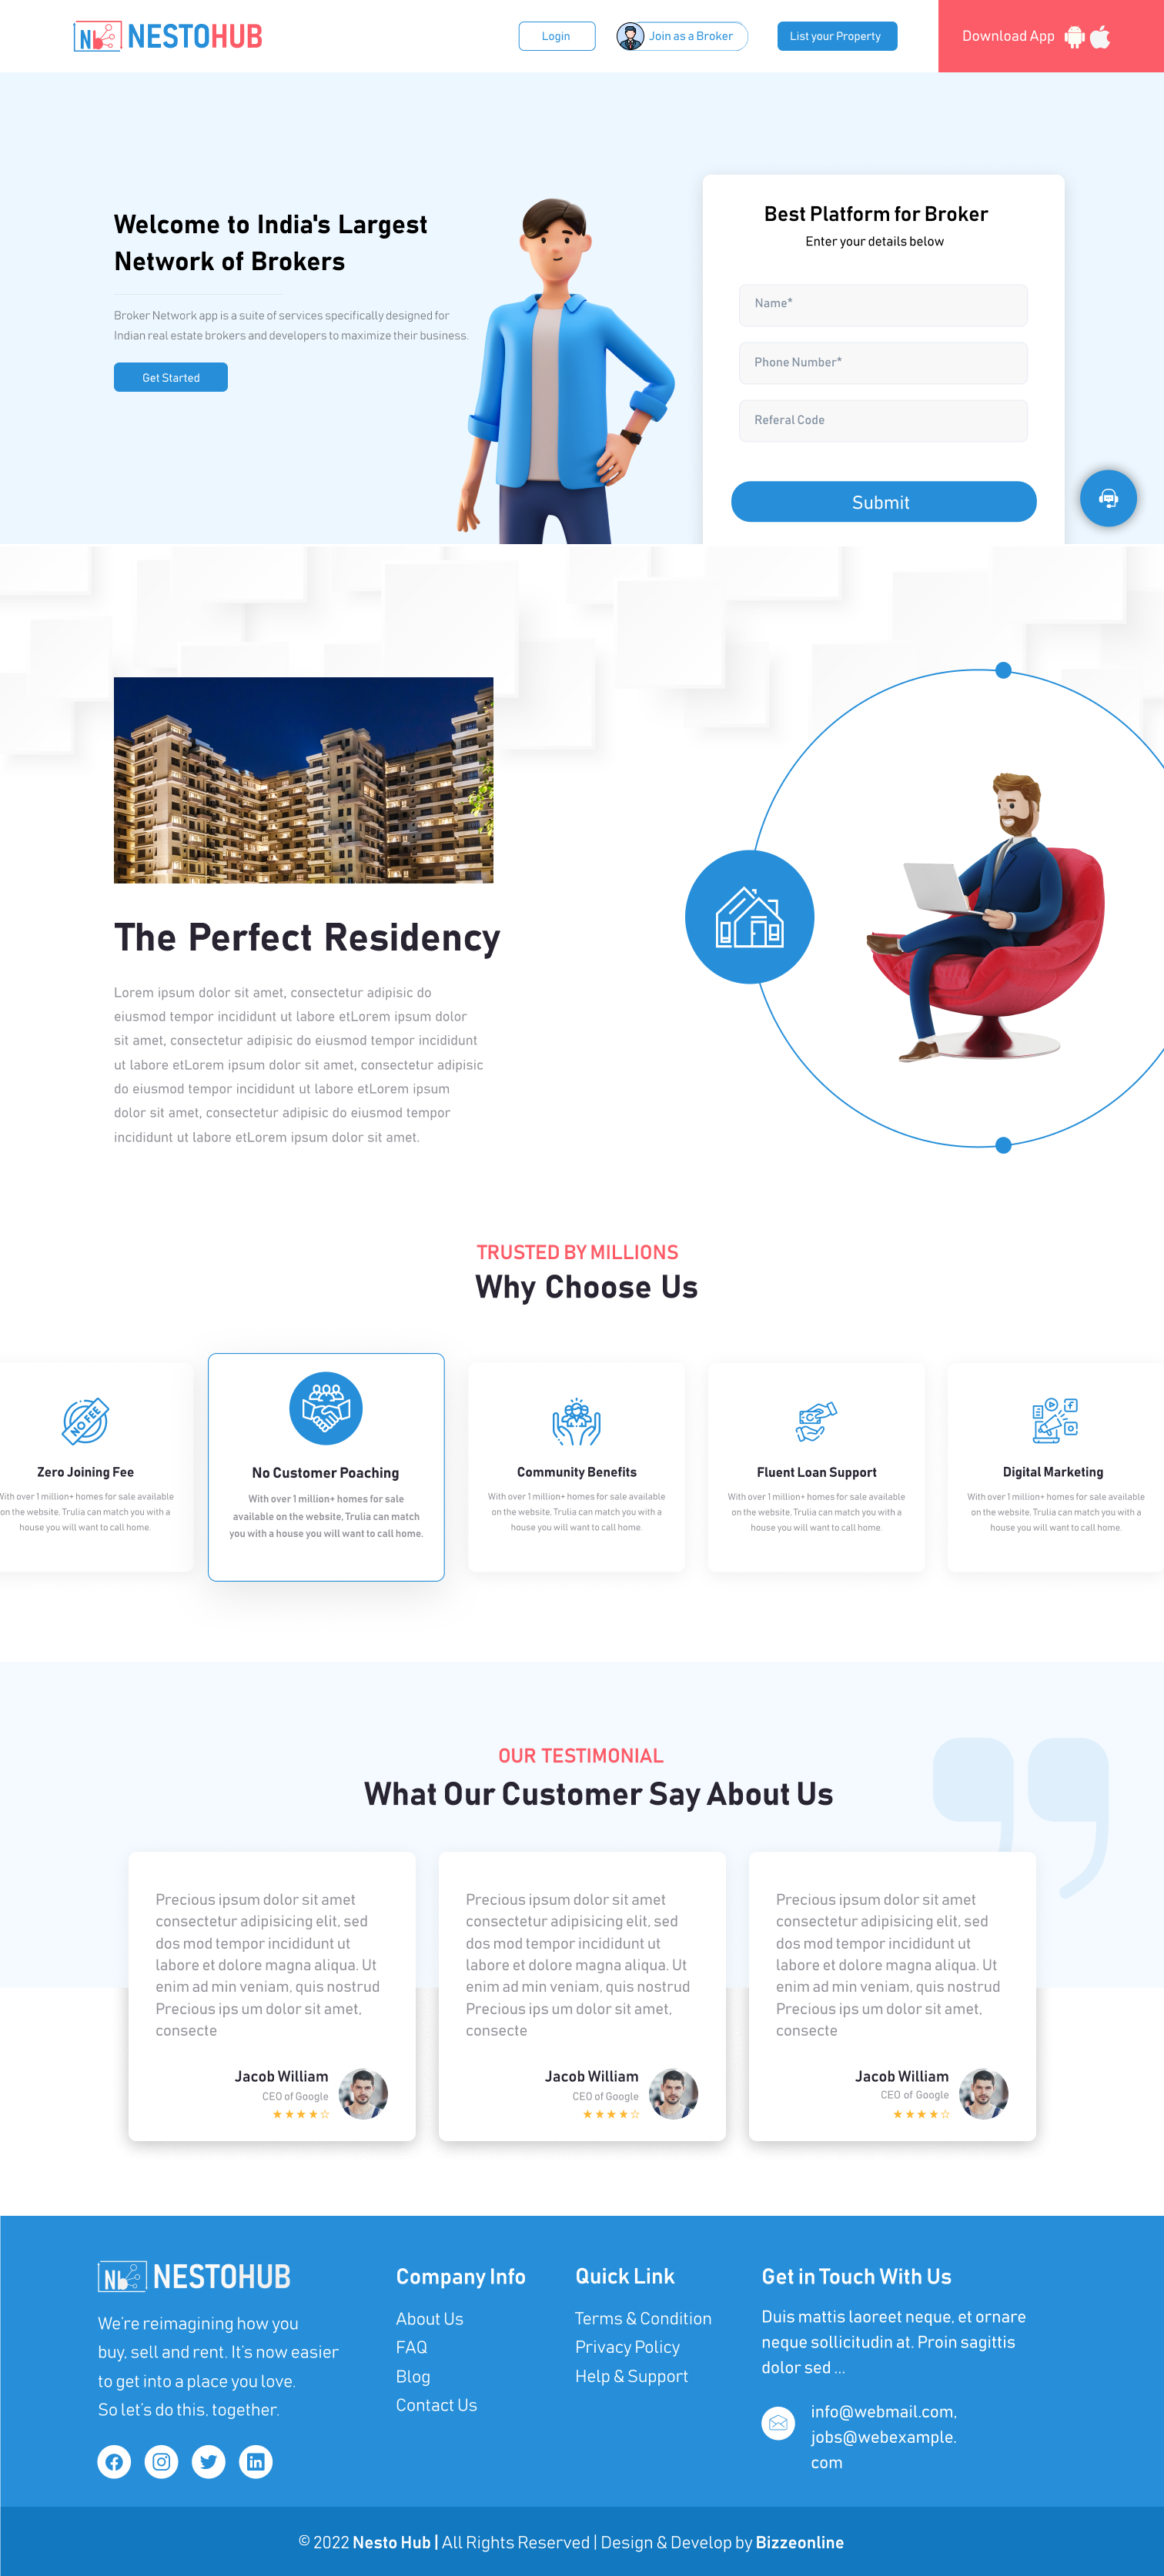 NESTOHUB
Login
Join as a Broker
List your Property
Download App
Welcome to India's Largest
Network of Brokers
Broker Network app is a suite of services specifically designed for
Indian real estate brokers and developers to maximize their business.
Get Started
Best Platform for Broker
Enter your details below
Name*
Phone Number*
Referal Code
Submit
The Perfect Residency
Lorem ipsum dolor sit amet, consectetur adipisic do
eiusmod tempor incididunt ut labore etLorem ipsum dolor
sit amet, consectetur adipisic do eiusmod tempor incididunt
ut labore etLorem ipsum dolor sit amet, consectetur adipisic
do eiusmod tempor incididunt ut labore etLorem ipsum
dolor sit amet, consectetur adipisic do eiusmod tempor
incididunt ut labore etLorem ipsum dolor sit amet.
TRUSTED BY MILLIONS
Why Choose Us
NO FEE
Zero Joining Fee
With over 1 million+ homes for sale available
on the website, Trulia can match you with a
house you will want to call home.
No Customer Poaching
With over 1 million+ homes for sale
available on the website, Trulia can match
you with a house you will want to call home.
Community Benefits
With over 1 million+ homes for sale available
on the website, Trulia can match you with a
house you will want to call home.
Fluent Loan Support
With over 1 million+ homes for sale available
on the website, Trulia can match you with a
house you will want to call home.
Digital Marketing
With over 1 million+ homes for sale available
on the website, Trulia can match you with a
house you will want to call home.
OUR TESTIMONIAL
What Our Customer Say About Us
Precious ipsum dolor sit amet
consectetur adipisicing elit, sed
dos mod tempor incididunt ut
labore et dolore magna aliqua. Ut
enim ad min veniam, quis nostrud
Precious ips um dolor sit amet,
consecte
Jacob William
CEO of Google
Precious ipsum dolor sit amet
consectetur adipisicing elit, sed
dos mod tempor incididunt ut
labore et dolore magna aliqua. Ut
enim ad min veniam, quis nostrud
Precious ips um dolor sit amet,
consecte
Jacob William
CEO of Google
Precious ipsum dolor sit amet
consectetur adipisicing elit, sed
dos mod tempor incididunt ut
labore et dolore magna aliqua. Ut
enim ad min veniam, quis nostrud
Precious ips um dolor sit amet,
consecte
Jacob William
CEO of Google
NESTOHUB
We're reimagining how you
buy, sell and rent. It's now easier
to get into a place you love.
So let's do this, together.
Company Info
About Us
FAQ
Blog
Contact Us
Quick Link
Terms & Condition
Privacy Policy
Help & Support
Get in Touch With Us
Duis mattis laoreet neque, et ornare
neque sollicitudin at. Proin sagittis
dolor sed ...
info@webmail.com,
jobs@webexample.
com
© 2022 Nesto Hub | All Rights Reserved | Design & Develop by Bizzeonline